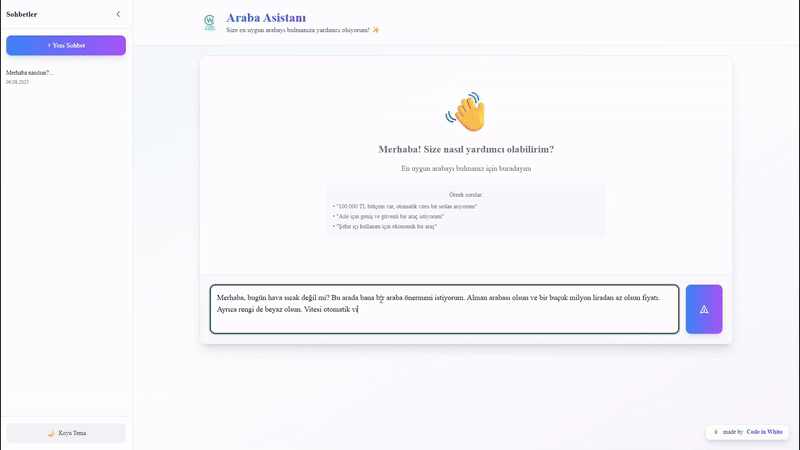 Sohbetler
+ Yeni Sohbet
Merhaba nasılsın?...
06.08.2025
Koyu Tema
Araba Asistanı
Size en uygun arabayı bulmanıza yardımcı oluyorum! ✨
Merhaba! Size nasıl yardımcı olabilirim?
En uygun arabayı bulmanız için buradayım
Örnek sorular:
• "100.000 TL bütçem var, otomatik vites bir sedan arıyorum"
• "Aile için geniş ve güvenli bir araç istiyorum"
• "Şehir içi kullanım için ekonomik bir araç"
Merhaba, bugün hava sıcak değil mi? Bu arada bana bir araba önermeni istiyorum. Alman arabası olsun ve bir buçuk milyon liradan az olsun fiyatı.
Ayrıca rengi de beyaz olsun. Vitesi otomatik vi
made by Code in White